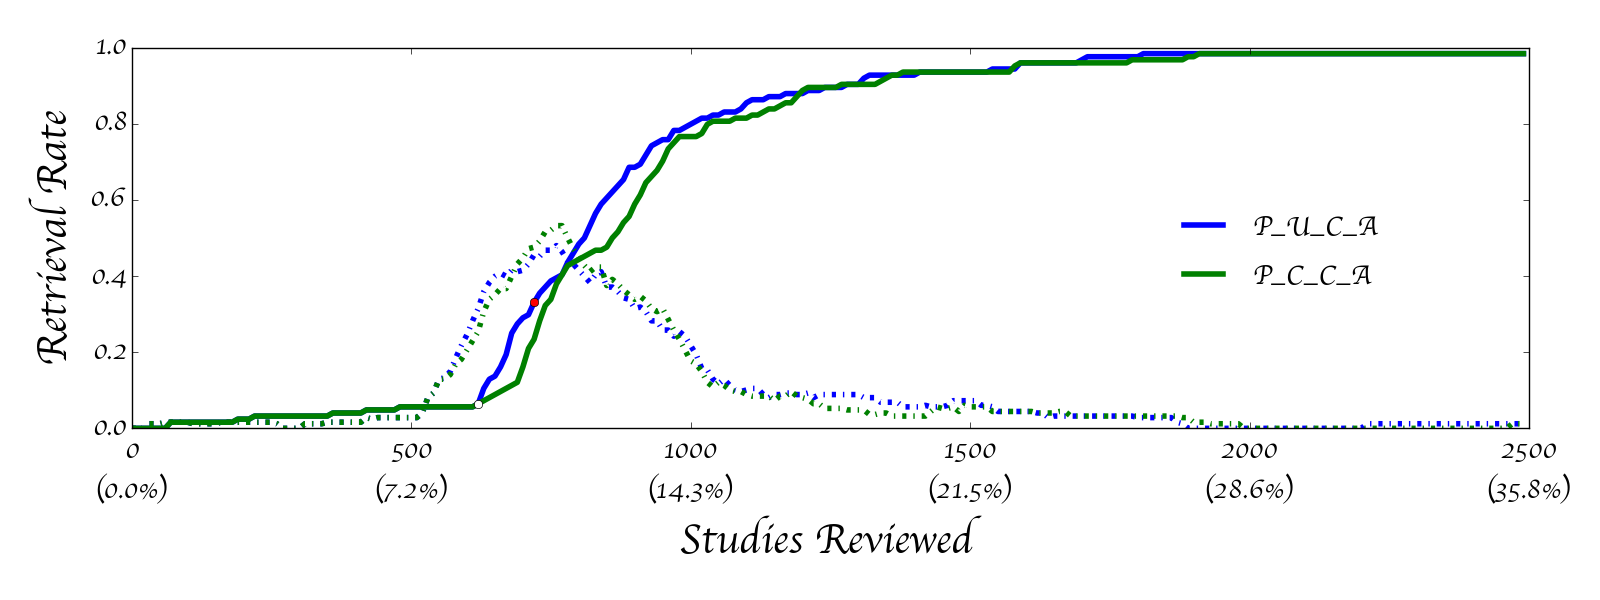 Retrieval Rate
1.0
0.8
0.6
0.4
0.2
0.0
P_U_C_A
P_C_C_A
0 500 1000 1500 2000 2500
(0.0%) (7.2%) (14.3%) (21.5%) (28.6%) (35.8%)
Studies Reviewed